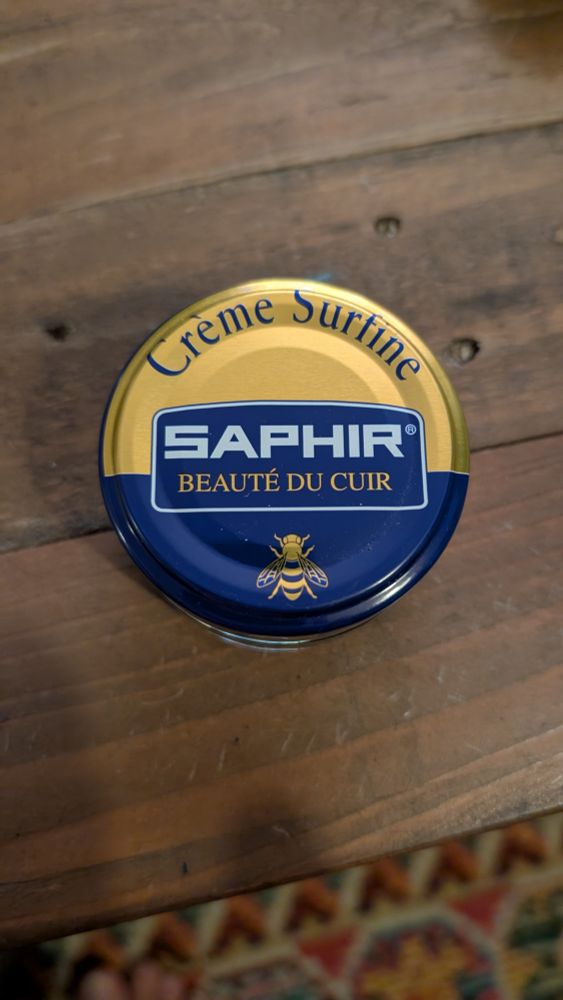 Crème Surfine
SAPHIR®
BEAUTÉ DU CUIR